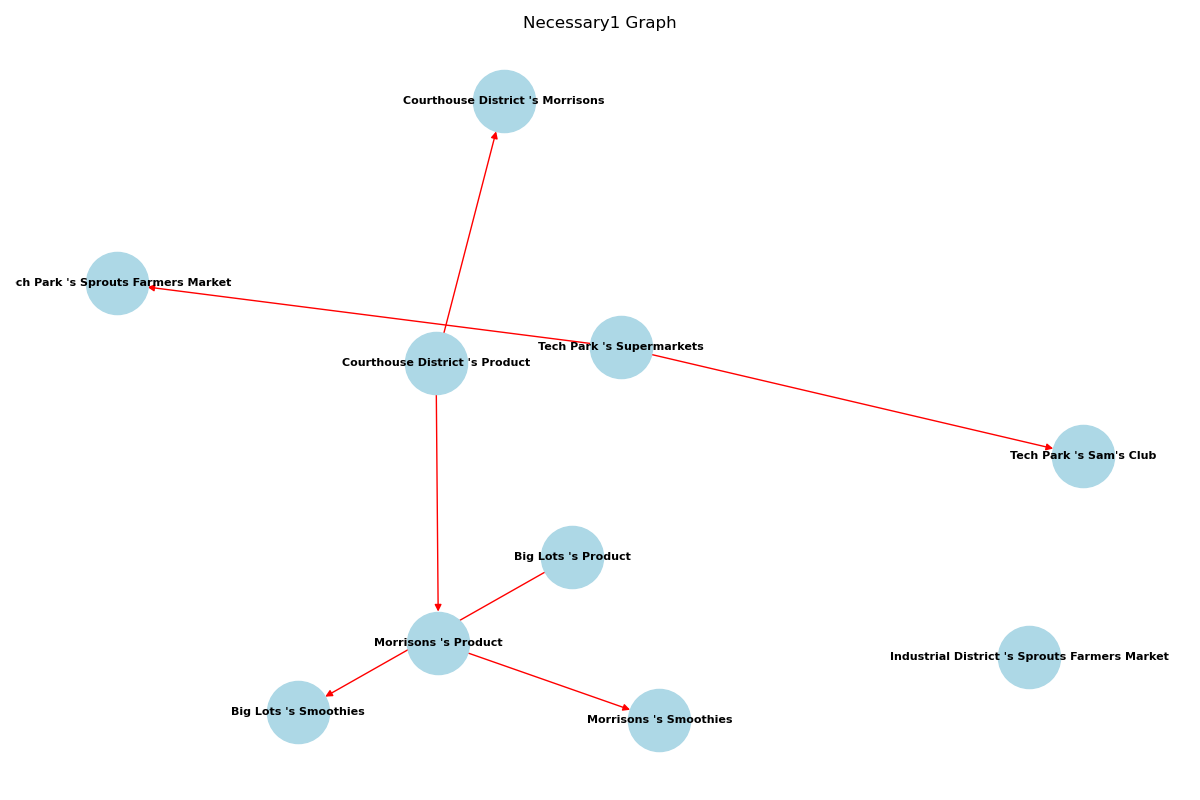 Necessary1 Graph
Courthouse District 's Morrisons
ch Park 's Sprouts Farmers Market
Tech Park 's Supermarkets
Courthouse District 's Product
Tech Park 's Sam's Club
Big Lots 's Product
Morrisons 's Product
Industrial District 's Sprouts Farmers Market
Big Lots 's Smoothies
Morrisons 's Smoothies